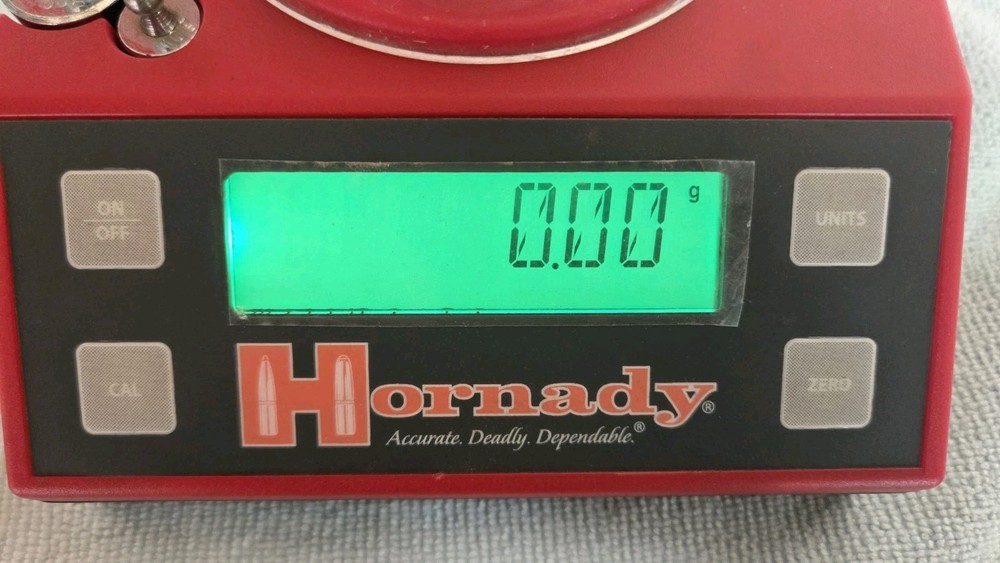 ON
OFF
0.00 g
UNITS
CAL
ZERO
Hornady®
Accurate. Deadly. Dependable.®